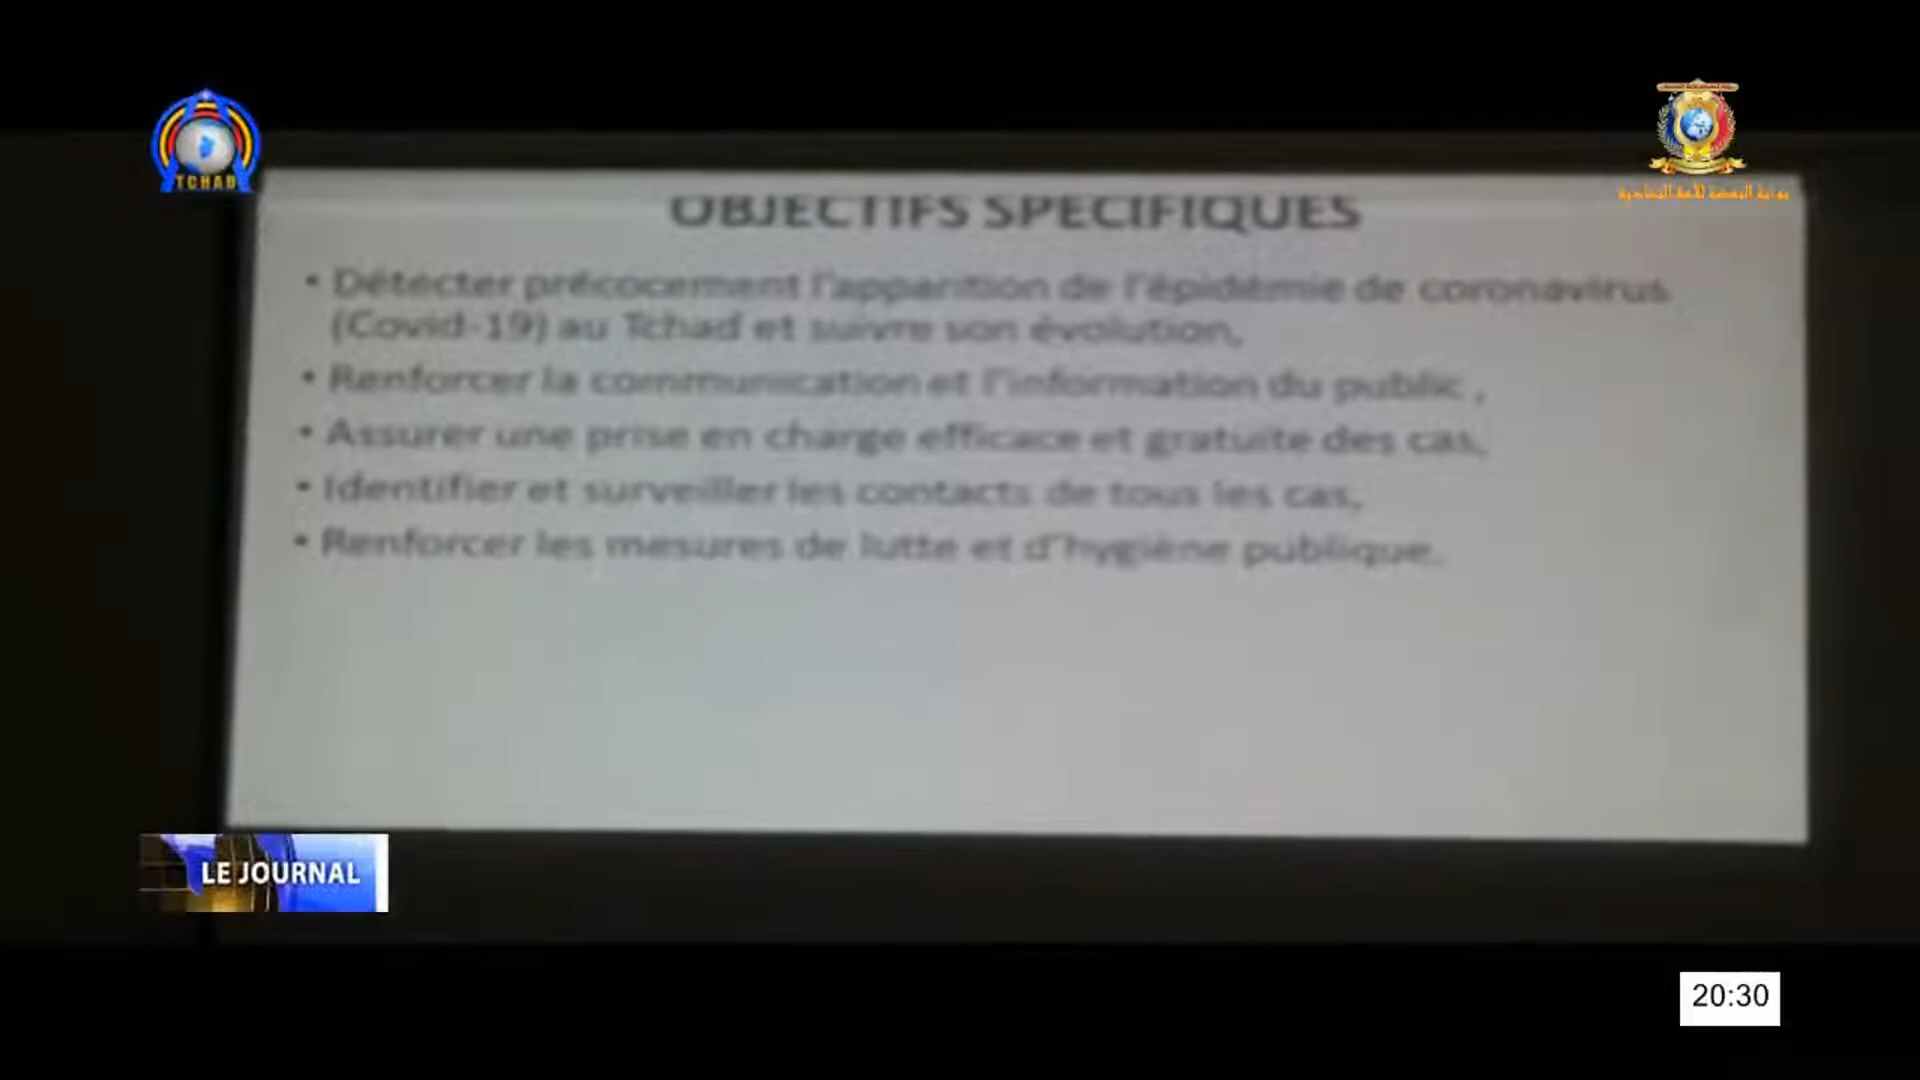 TCHAD
OBJECTIFS SPECIFIQUES
• Détecter précocement l'apparition de l'épidémie de coronavirus
(Covid-19) au Tchad et suivre son évolution,
• Renforcer la communication et l'information du public ,
• Assurer une prise en charge efficace et gratuite des cas,
• Identifier et surveiller les contacts de tous les cas,
• Renforcer les mesures de lutte et d'hygiène publique.
LE JOURNAL
20:30